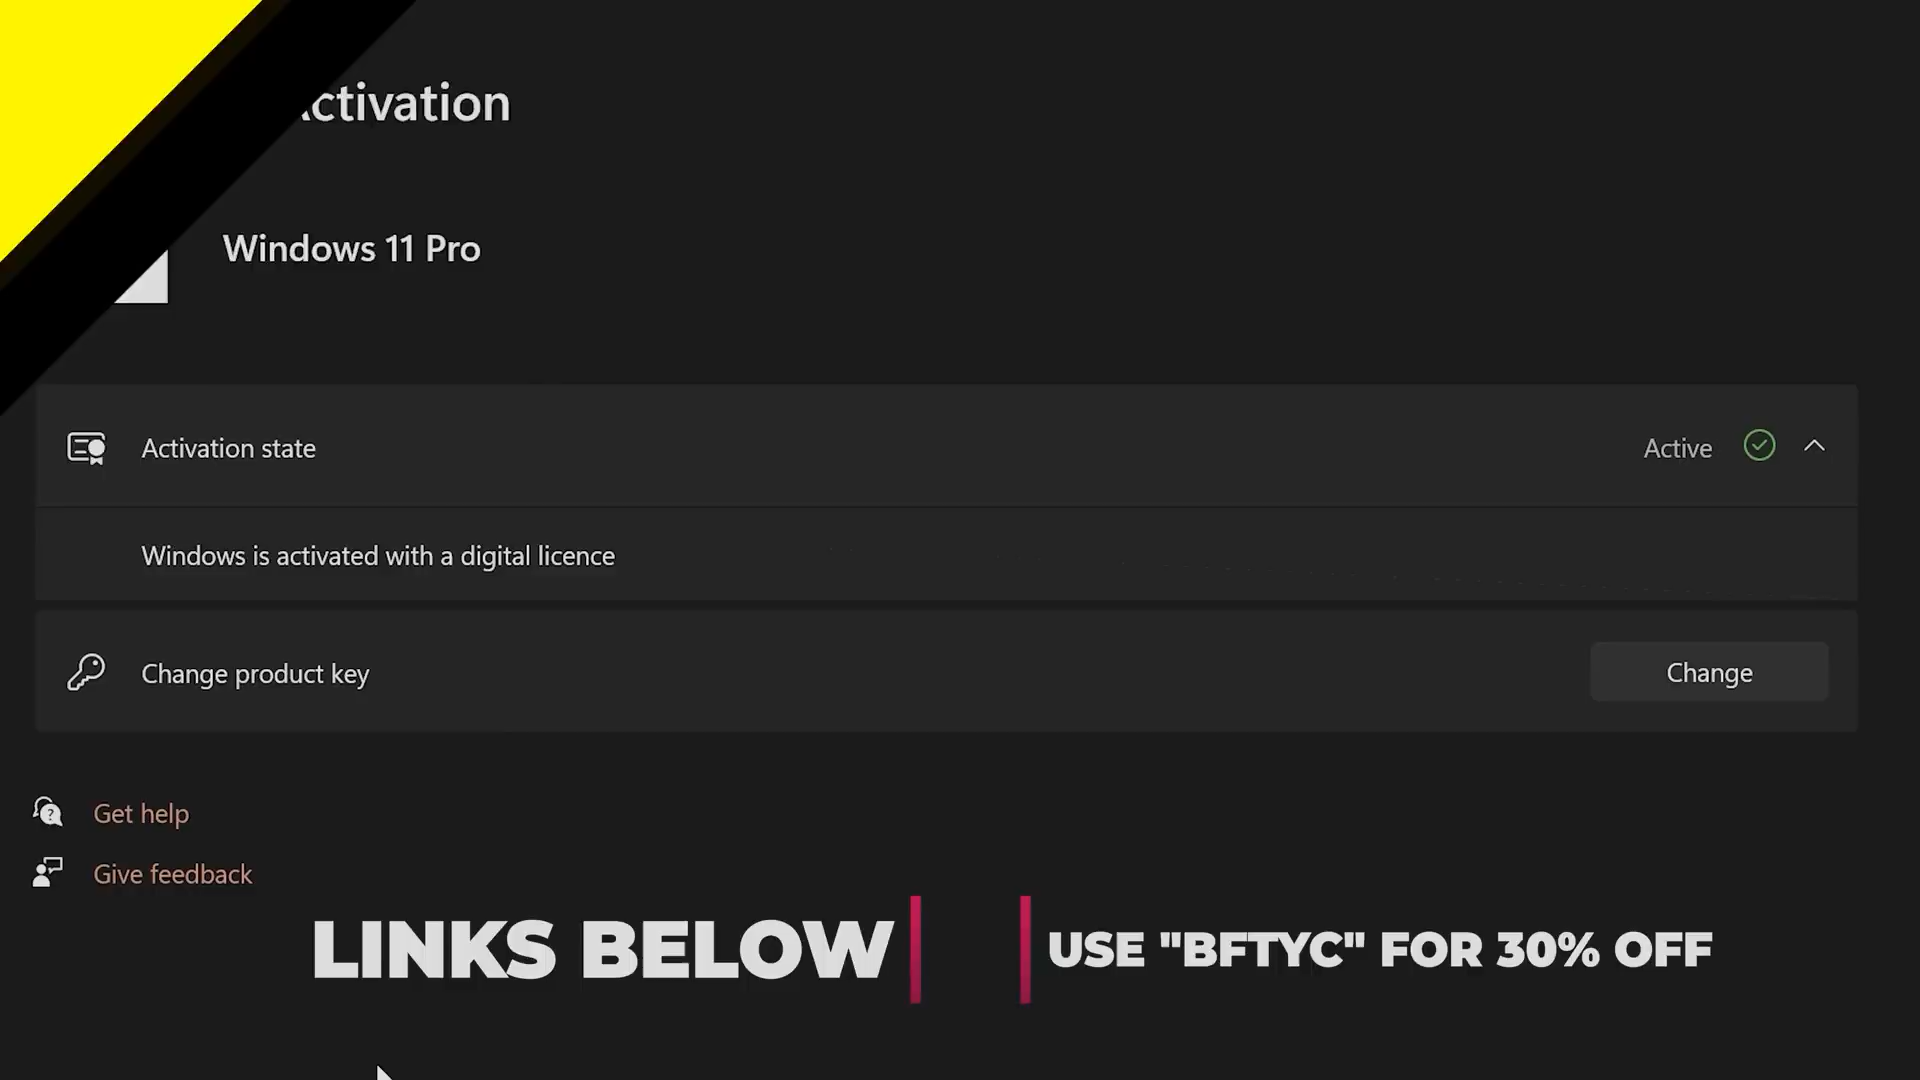 Activation
Windows 11 Pro
Activation state
Active
Windows is activated with a digital licence
Change product key
Change
Get help
Give feedback
LINKS BELOW
USE "BFTYC" FOR 30% OFF